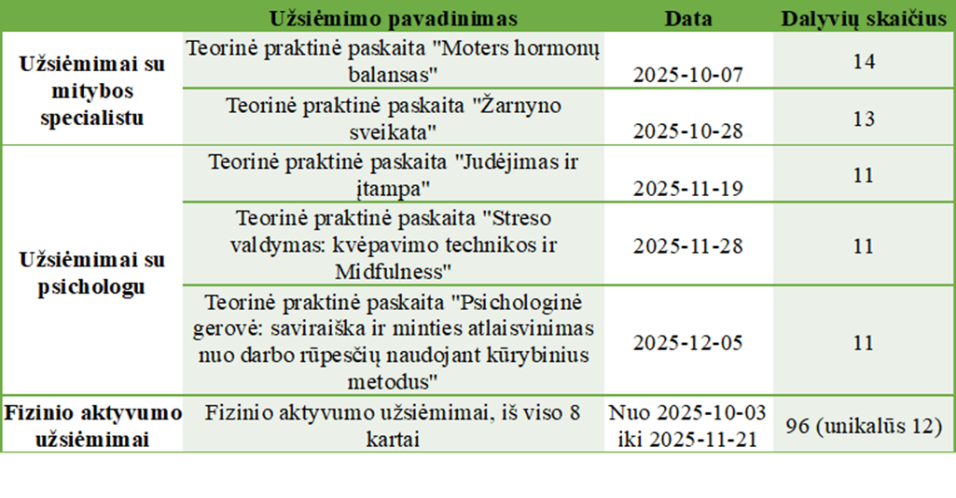 Užsiėmimo pavadinimas Data Dalyvių skaičius
Užsiėmimai su
mitybos
specialistu
Teorinė praktinė paskaita "Moters hormonų
balansas"
2025-10-07
14
Teorinė praktinė paskaita "Žarnyno
sveikata"
2025-10-28
13
Užsiėmimai su
psichologu
Teorinė praktinė paskaita "Judėjimas ir
įtampa"
2025-11-19
11
Teorinė praktinė paskaita "Streso
valdymas: kvėpavimo technikos ir
Midfulness"
2025-11-28
11
Teorinė praktinė paskaita "Psichologinė
gerovė: saviraiška ir minties atlaisvinimas
nuo darbo rūpesčių naudojant kūrybinius
metodus"
2025-12-05
11
Fizinio aktyvumo
užsiėmimai
Fizinio aktyvumo užsiėmimai, iš viso 8
kartai
Nuo 2025-10-03
iki 2025-11-21
96 (unikalūs 12)